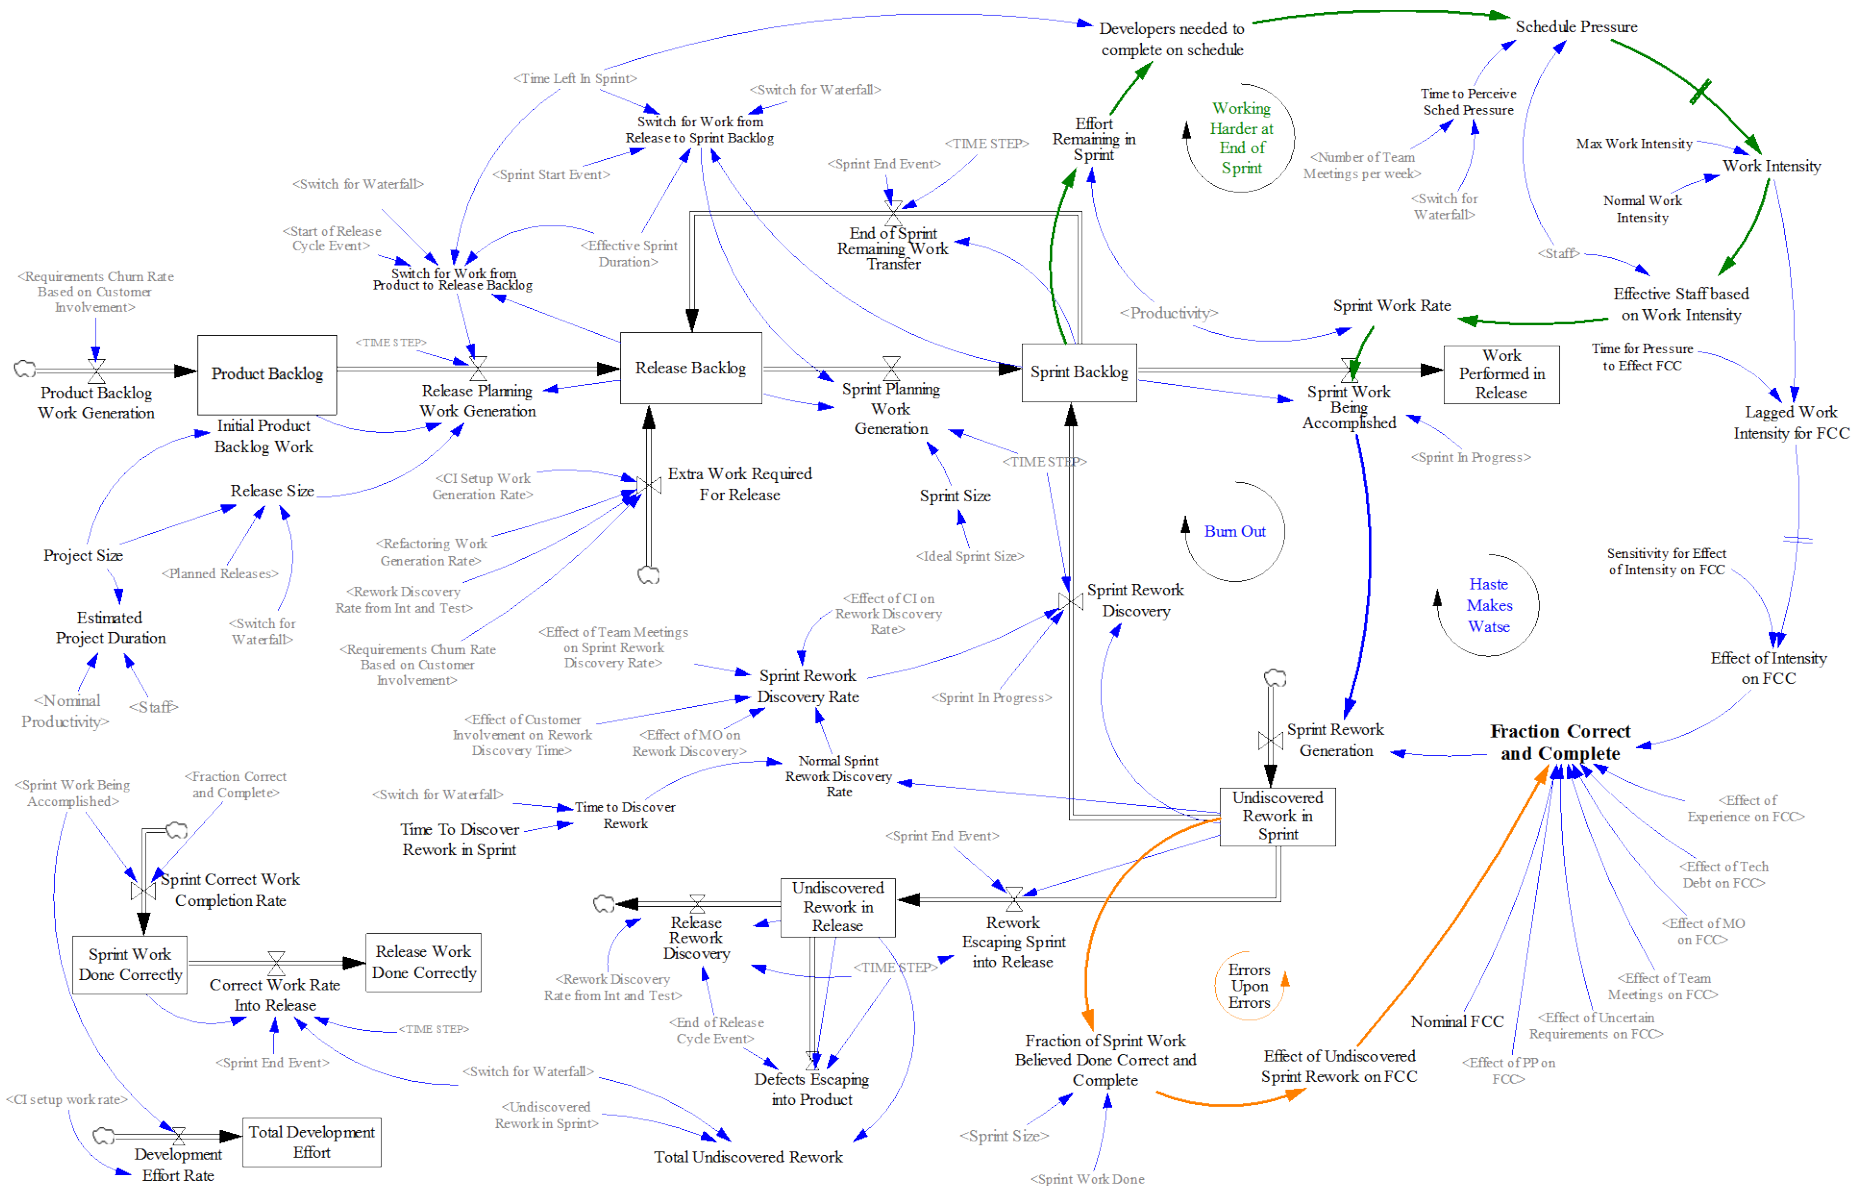 Developers needed to
complete on schedule
Schedule Pressure
<Time Left In Sprint>
<Switch for Waterfall>
Switch for Work from
Release to Sprint Backlog
Effort
Remaining in
Sprint
Working
Harder at
End of
Sprint
Time to Perceive
Sched Pressure
Max Work Intensity
Work Intensity
<Number of Team
Meetings per week>
<Switch for
Waterfall>
Normal Work
Intensity
<TIME STEP>
<Sprint End Event>
<Sprint Start Event>
<Switch for Waterfall>
<Start of Release
Cycle Event>
<Effective Sprint
Duration>
End of Sprint
Remaining Work
Transfer
<Staff>
<Requirements Churn Rate
Based on Customer
Involvement>
Switch for Work from
Product to Release Backlog
<Productivity>
Sprint Work Rate
Effective Staff based
on Work Intensity
<TIME STEP>
Product Backlog
Release Backlog
Sprint Backlog
Work
Performed in
Release
Time for Pressure
to Effect FCC
Product Backlog
Work Generation
Release Planning
Work Generation
Sprint Planning
Work
Generation
Sprint Work
Being
Accomplished
Lagged Work
Intensity for FCC
Initial Product
Backlog Work
<Sprint In Progress>
<TIME STEP>
<CI Setup Work
Generation Rate>
Extra Work Required
For Release
Release Size
Sprint Size
Burn Out
<Refactoring Work
Generation Rate>
<Ideal Sprint Size>
Project Size
<Planned Releases>
Sensitivity for Effect
of Intensity on FCC
<Rework Discovery
Rate from Int and Test>
<Effect of CI on
Rework Discovery
Rate>
Sprint Rework
Discovery
Haste
Makes
Watse
Estimated
Project Duration
<Switch for
Waterfall>
<Effect of Team Meetings
on Sprint Rework
Discovery Rate>
<Requirements Churn Rate
Based on Customer
Involvement>
Sprint Rework
Discovery Rate
<Sprint In Progress>
Effect of Intensity
on FCC
<Nominal
Productivity>
<Staff>
<Effect of Customer
Involvement on Rework
Discovery Time>
<Effect of MO on
Rework Discovery>
Sprint Rework
Generation
Fraction Correct
and Complete
Normal Sprint
Rework Discovery
Rate
<Sprint Work Being
Accomplished>
<Fraction Correct
and Complete>
<Switch for Waterfall>
Time to Discover
Rework
Time To Discover
Rework in Sprint
Undiscovered
Rework in
Sprint
<Effect of
Experience on FCC>
<Sprint End Event>
<Effect of Tech
Debt on FCC>
Sprint Correct Work
Completion Rate
Undiscovered
Rework in
Release
Release
Rework
Discovery
Rework
Escaping Sprint
into Release
<Effect of MO
on FCC>
Sprint Work
Done Correctly
Release Work
Done Correctly
<TIME STEP>
<Rework Discovery
Rate from Int and Test>
Errors
Upon
Errors
<Effect of Team
Meetings on FCC>
Correct Work Rate
Into Release
<TIME STEP>
<End of Release
Cycle Event>
Nominal FCC
<Effect of Uncertain
Requirements on FCC>
<Sprint End Event>
<Switch for Waterfall>
Defects Escaping
into Product
Fraction of Sprint Work
Believed Done Correct and
Complete
Effect of Undiscovered
Sprint Rework on FCC
<Effect of PP on
FCC>
<CI setup work rate>
<Undiscovered
Rework in Sprint>
Total Development
Effort
Development
Effort Rate
Total Undiscovered Rework
<Sprint Size>
<Sprint Work Done